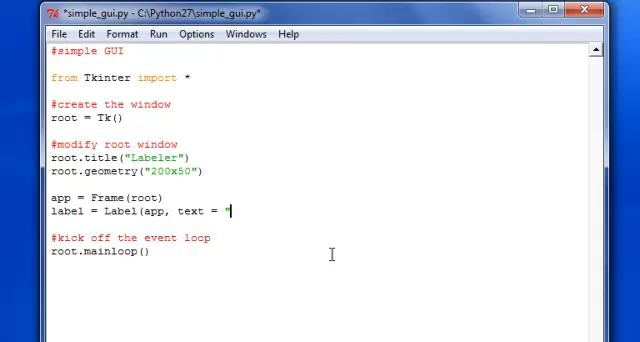 *simple_gui.py - C:\Python27\simple_gui.py*
File Edit Format Run Options Windows Help
#simple GUI
from Tkinter import *
#create the window
root = Tk()
#modify root window
root.title("Labeler")
root.geometry("200x50")
app = Frame(root)
label = Label(app, text = "
#kick off the event loop
root.mainloop()